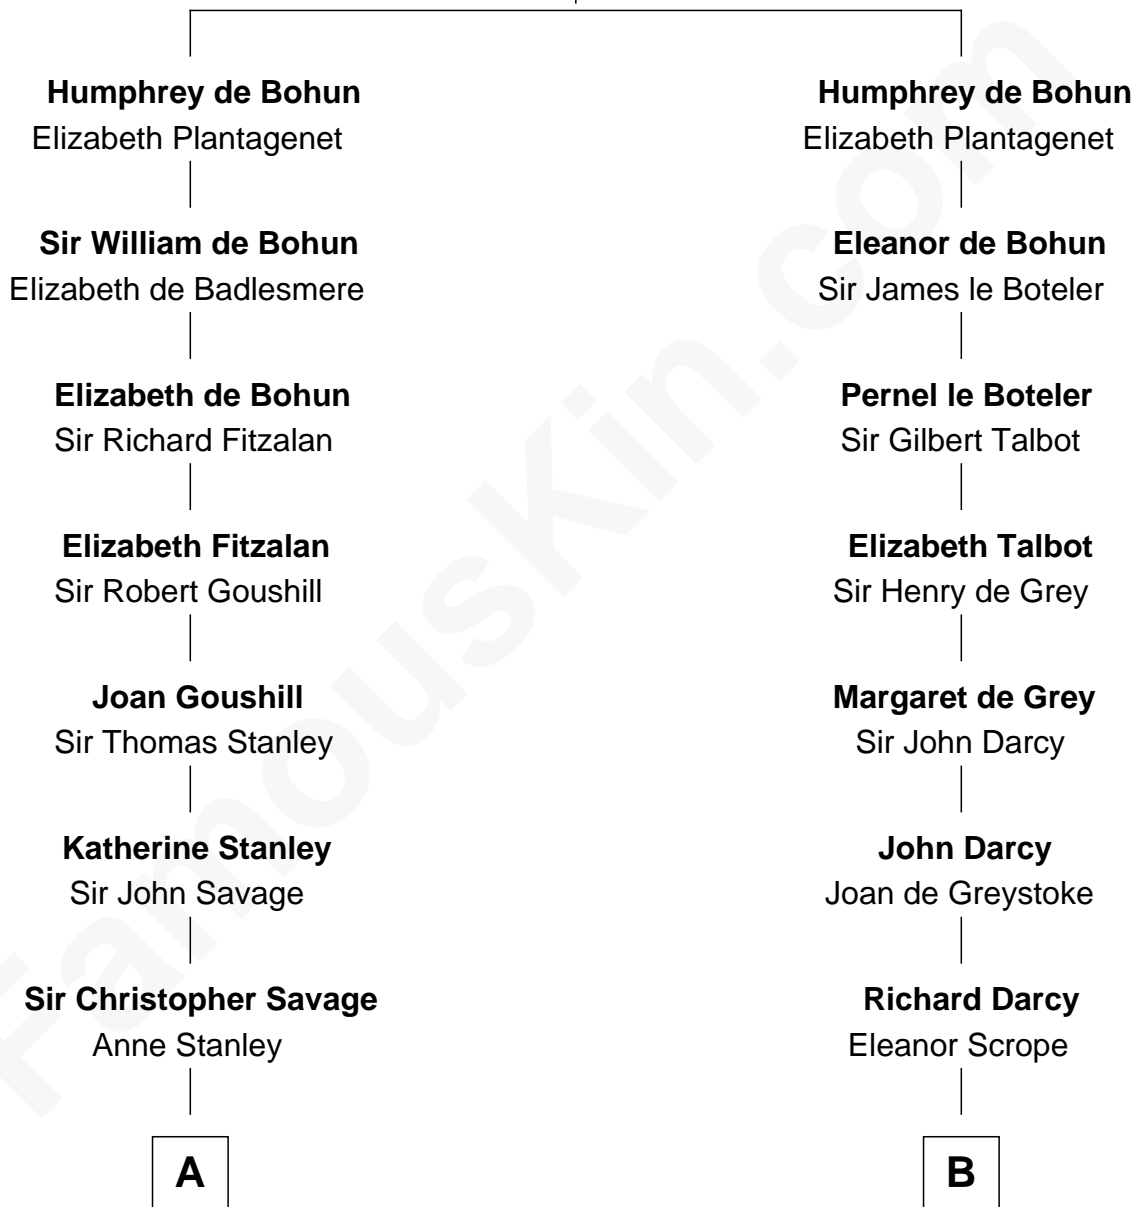 Humphrey de Bohun
Elizabeth Plantagenet
Sir William de Bohun
Elizabeth de Badlesmere
Elizabeth de Bohun
Sir Richard Fitzalan
Elizabeth Fitzalan
Sir Robert Goushill
Joan Goushill
Sir Thomas Stanley
Katherine Stanley
Sir John Savage
Sir Christopher Savage
Anne Stanley
A
Humphrey de Bohun
Elizabeth Plantagenet
Eleanor de Bohun
Sir James le Boteler
Pernel le Boteler
Sir Gilbert Talbot
Elizabeth Talbot
Sir Henry de Grey
Margaret de Grey
Sir John Darcy
John Darcy
Joan de Greystoke
Richard Darcy
Eleanor Scrope
B
FamousKin.com